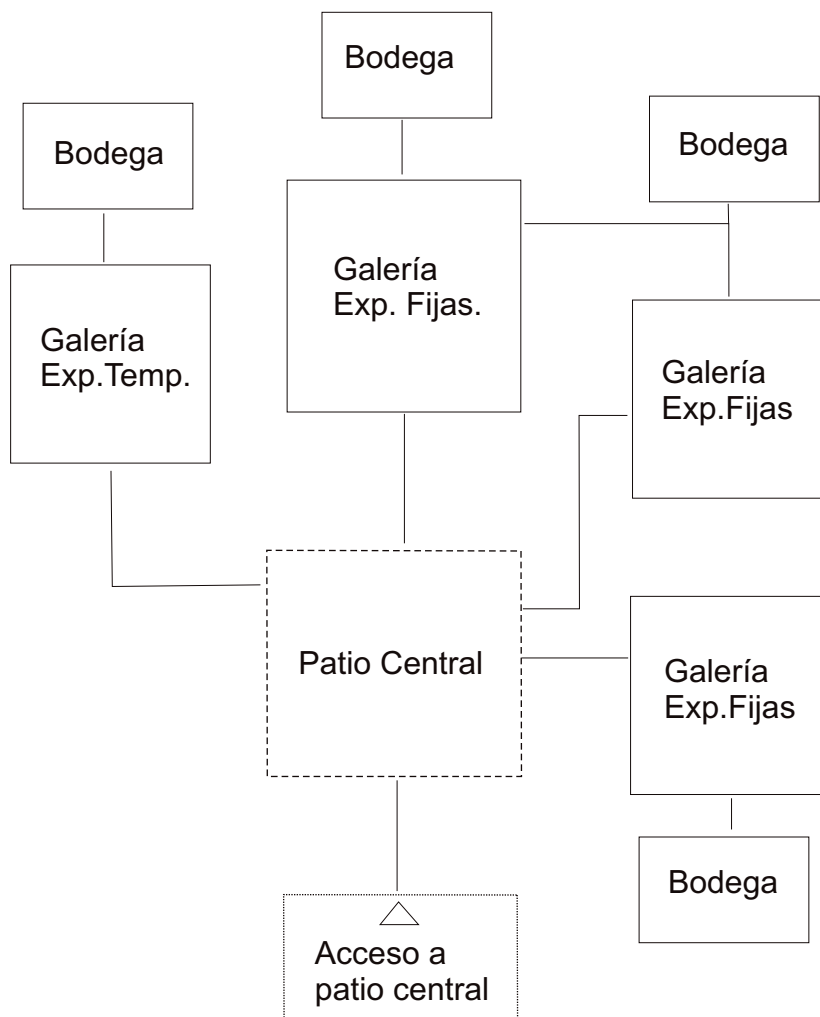 Bodega
Bodega
Bodega
Galería
Exp. Fijas.
Galería
Exp.Temp.
Galería
Exp.Fijas
Patio Central
Galería
Exp.Fijas
Bodega
Acceso a
patio central